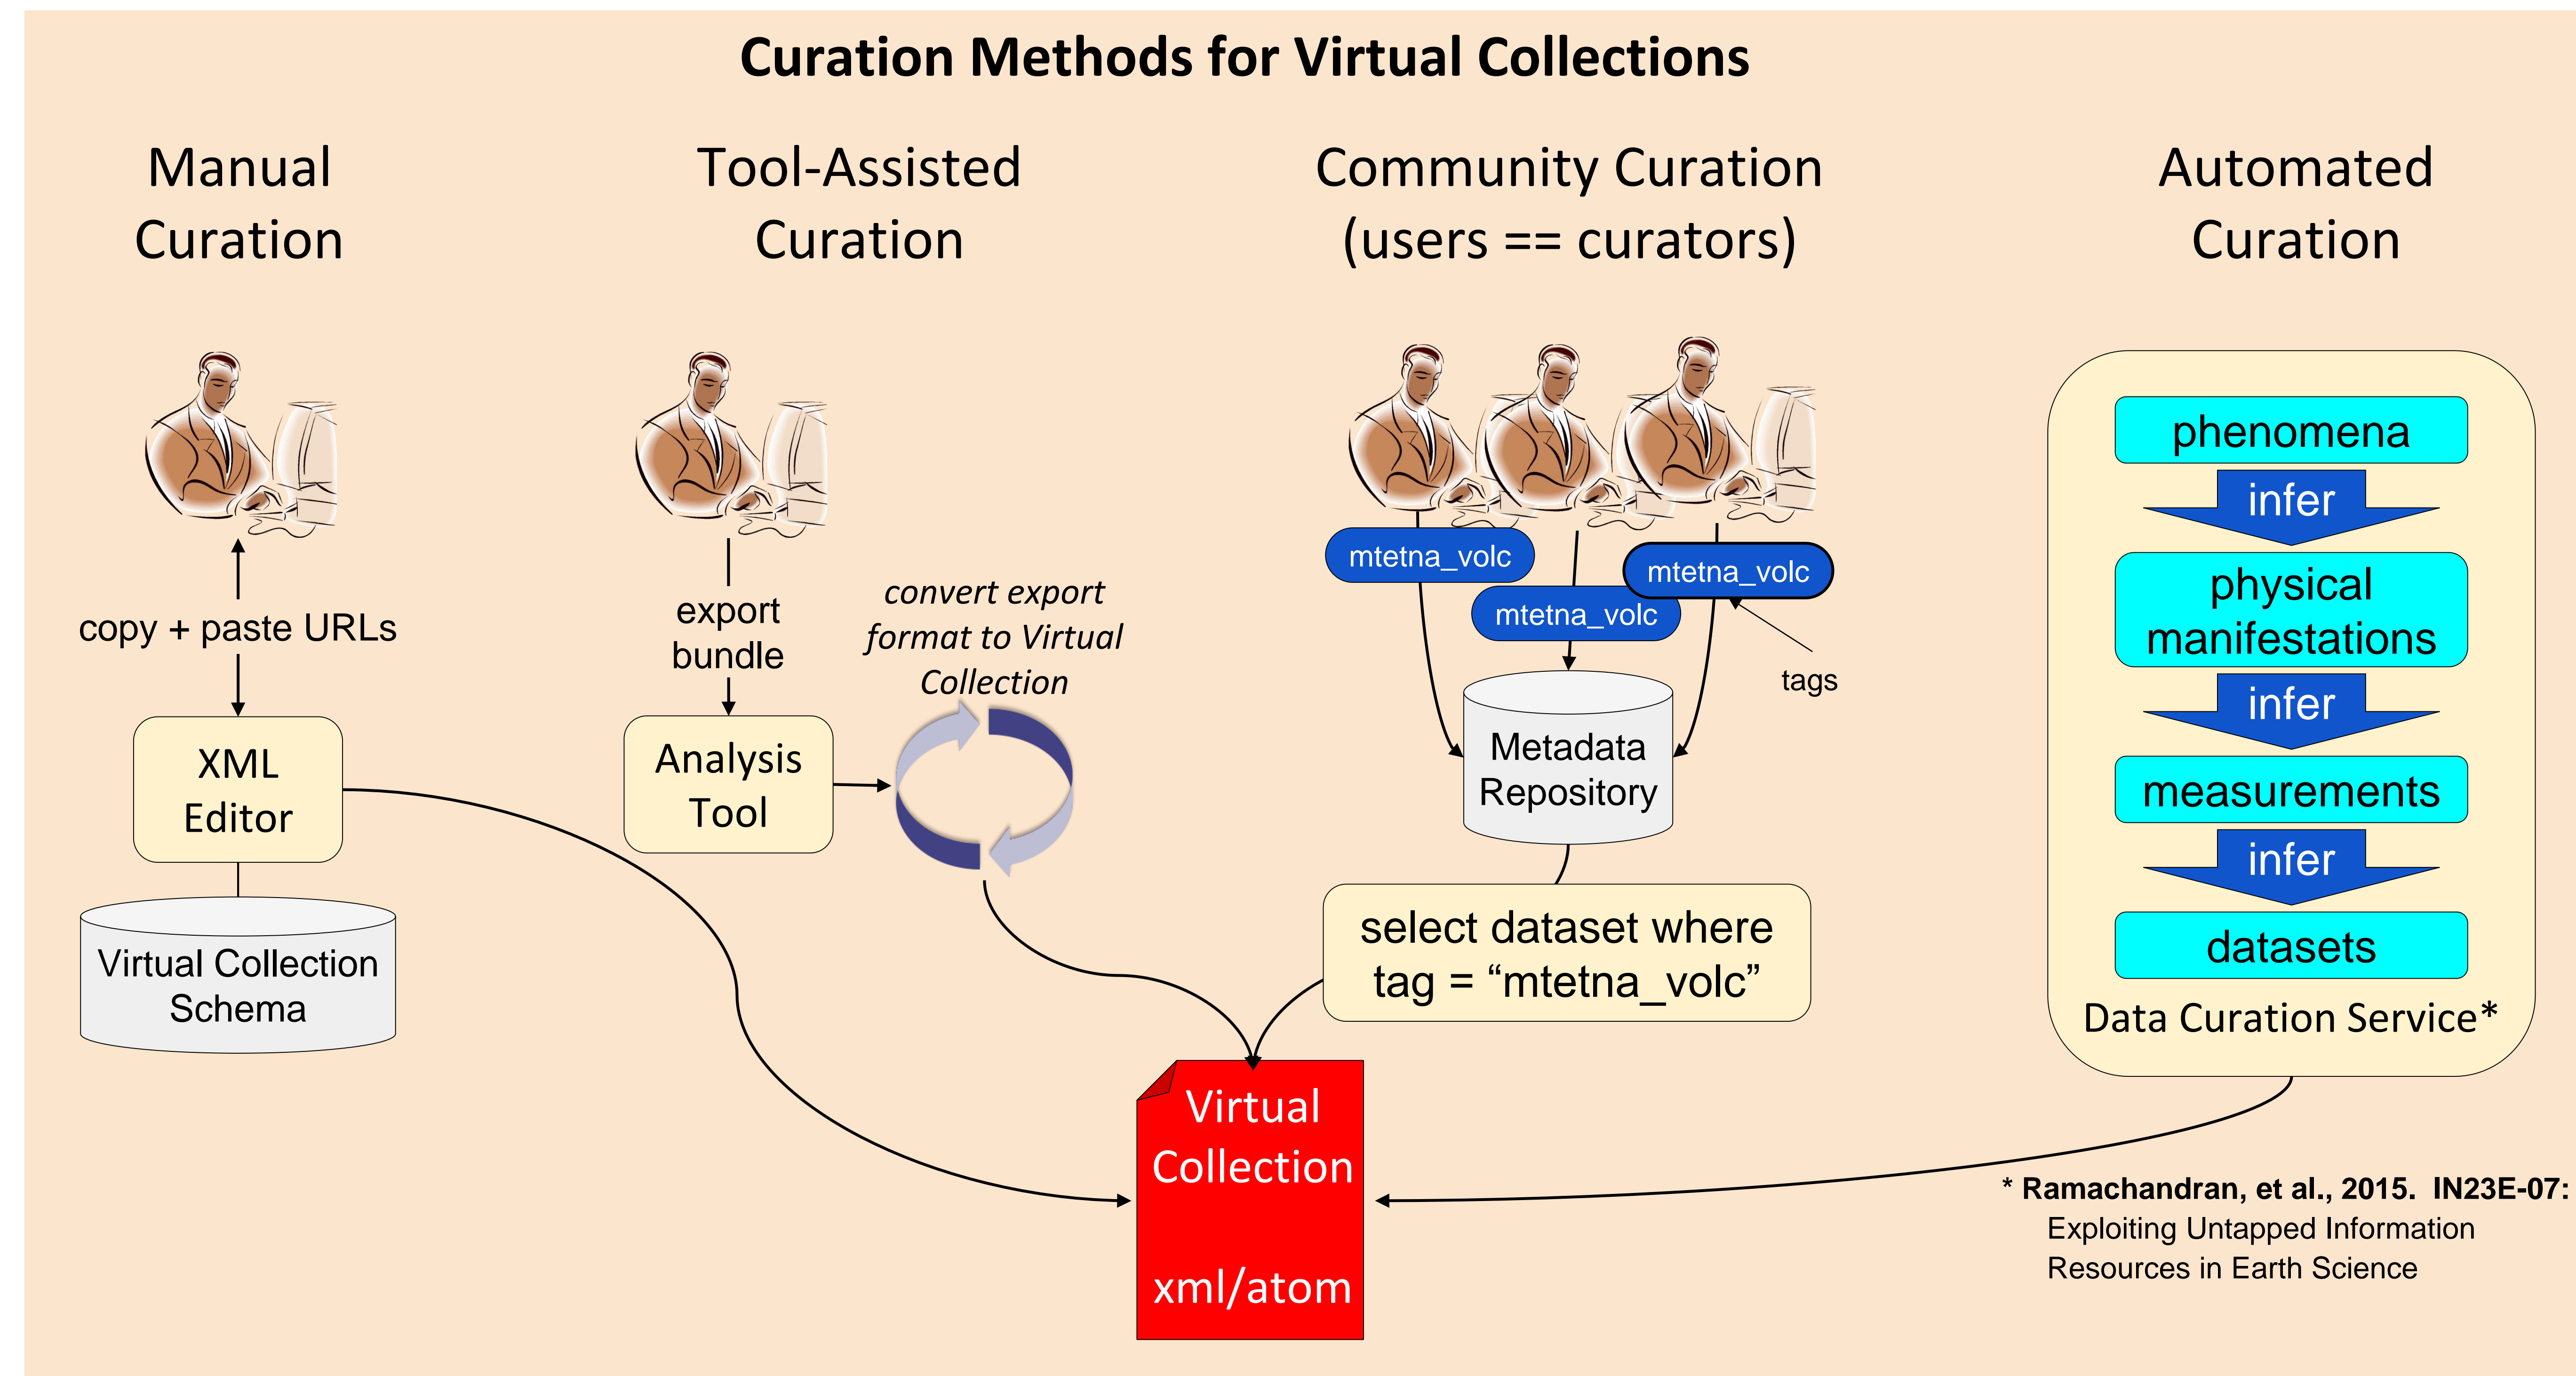 Curation Methods for Virtual Collections
Manual
Curation
copy + paste URLs
XML
Editor
Virtual Collection
Schema
Tool-Assisted
Curation
export
bundle
Analysis
Tool
convert export
format to Virtual
Collection
Community Curation
(users == curators)
mtetna_volc
mtetna_volc
mtetna_volc
tags
Metadata
Repository
select dataset where
tag = “mtetna_volc”
Automated
Curation
phenomena
infer
physical
manifestations
infer
measurements
infer
datasets
Data Curation Service*
Virtual
Collection
xml/atom
* Ramachandran, et al., 2015. IN23E-07:
Exploiting Untapped Information
Resources in Earth Science